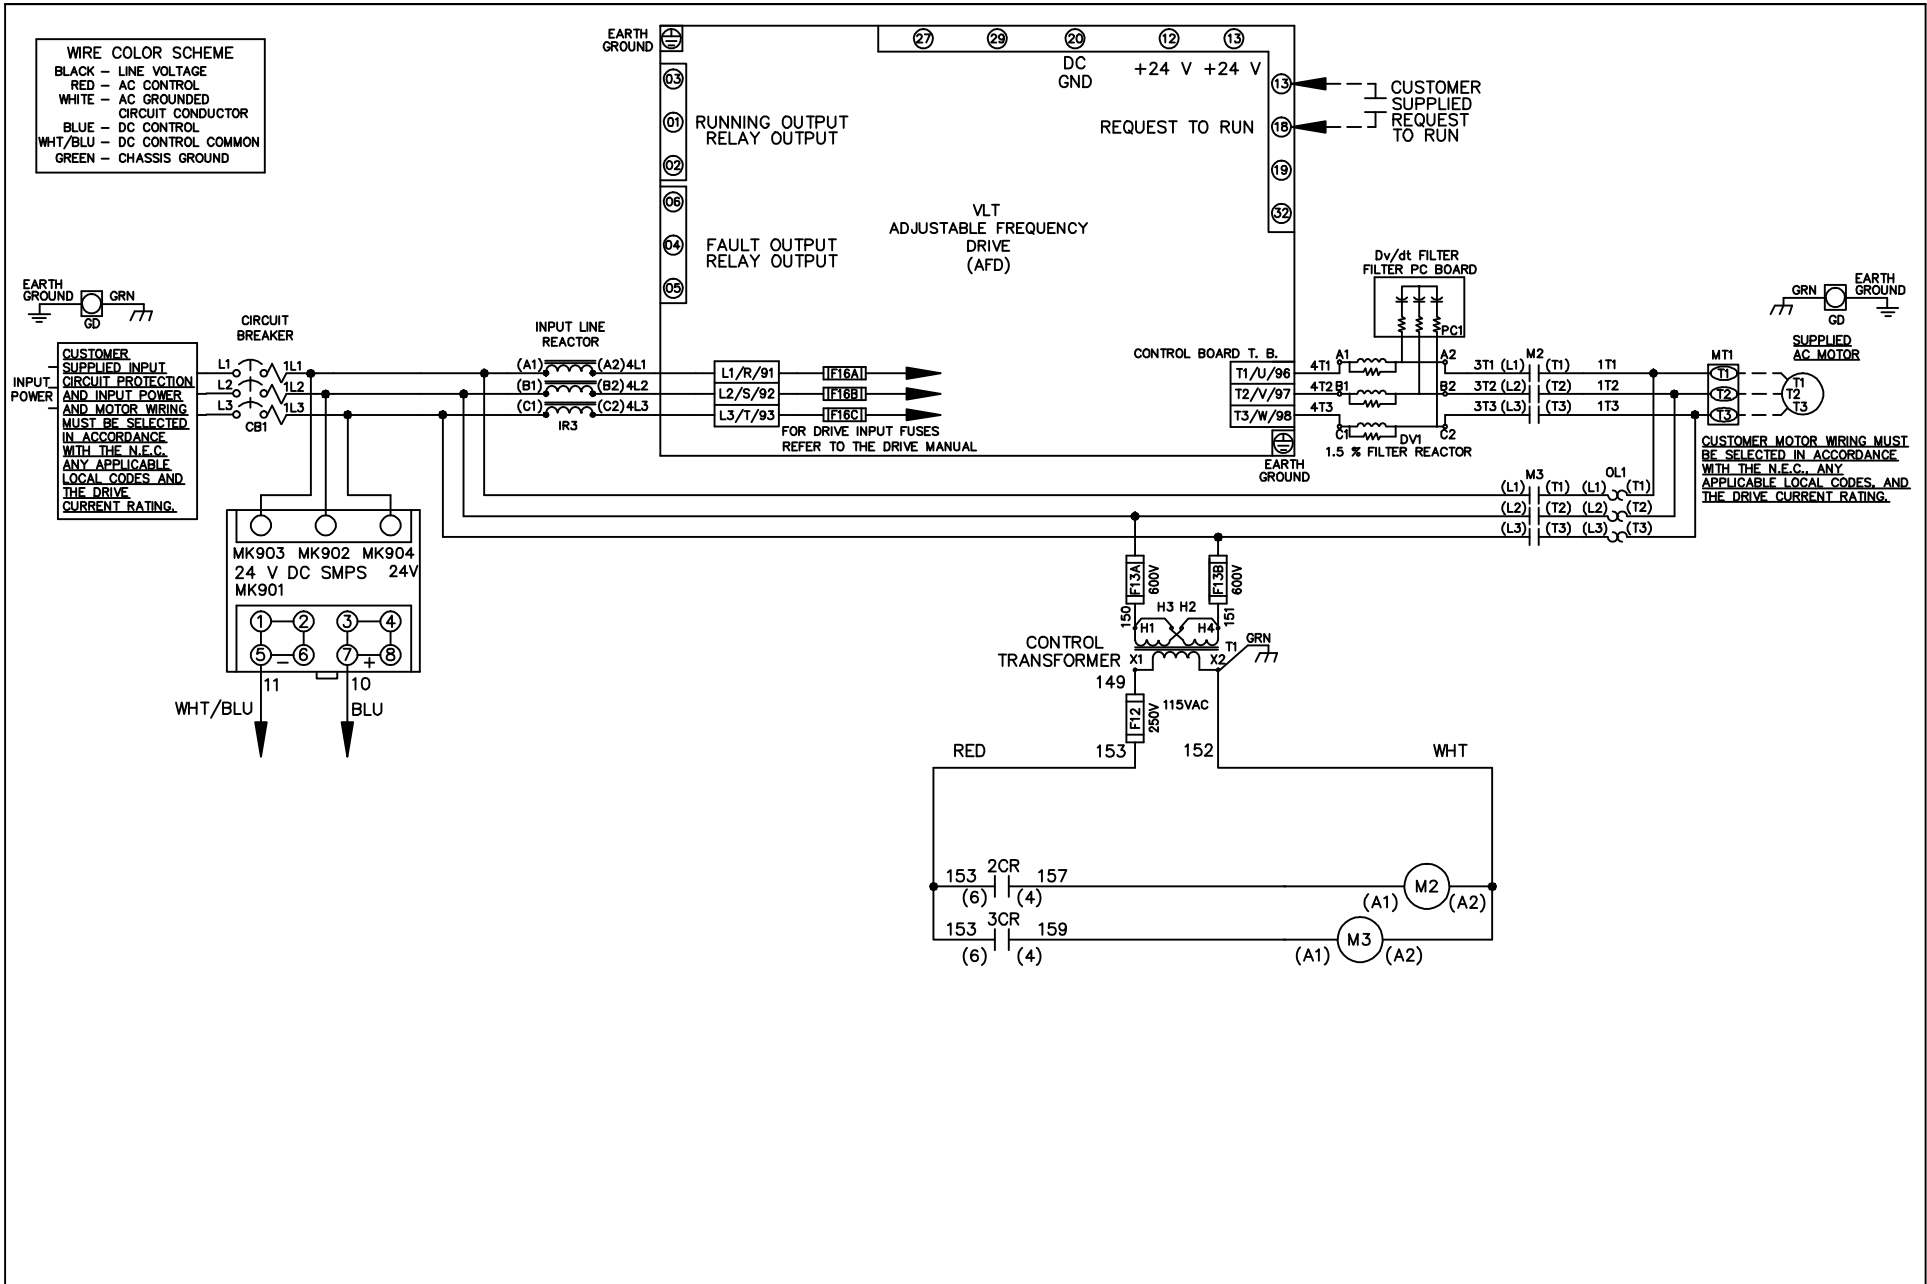 WIRE COLOR SCHEME
BLACK – LINE VOLTAGE
RED – AC CONTROL
WHITE – AC GROUNDED
CIRCUIT CONDUCTOR
BLUE – DC CONTROL
WHT/BLU – DC CONTROL COMMON
GREEN – CHASSIS GROUND
EARTH
GROUND
27 29 20 12 13
DC
GND
+24 V +24 V
03
01
02
RUNNING OUTPUT
RELAY OUTPUT
06
04
05
FAULT OUTPUT
RELAY OUTPUT
VLT
ADJUSTABLE FREQUENCY
DRIVE
(AFD)
13
REQUEST TO RUN 18
19
32
CUSTOMER
SUPPLIED
REQUEST
TO RUN
Dv/dt FILTER
FILTER PC BOARD
PC1
EARTH
GROUND
GRN
GD
GRN
EARTH
GROUND
GD
SUPPLIED
AC MOTOR
INPUT
POWER
CUSTOMER
SUPPLIED INPUT
CIRCUIT PROTECTION
AND INPUT POWER
AND MOTOR WIRING
MUST BE SELECTED
IN ACCORDANCE
WITH THE N.E.C.
ANY APPLICABLE
LOCAL CODES AND
THE DRIVE
CURRENT RATING.
CIRCUIT
BREAKER
L1 1L1
L2 1L2
L3 1L3
CB1
INPUT LINE
REACTOR
(A1) (A2) 4L1
(B1) (B2) 4L2
(C1) (C2) 4L3
IR3
L1/R/91 F16A
L2/S/92 F16B
L3/T/93 F16C
FOR DRIVE INPUT FUSES
REFER TO THE DRIVE MANUAL
CONTROL BOARD T. B.
T1/U/96 4T1 A1 A2 3T1 (L1) M2 (T1) 1T1
T2/V/97 4T2 B1 B2 3T2 (L2) (T2) 1T2
T3/W/98 4T3 C1 C2 3T3 (L3) (T3) 1T3
DV1
1.5 % FILTER REACTOR
EARTH
GROUND
MT1
T1
T2
T3
T1
T2
T3
CUSTOMER MOTOR WIRING MUST
BE SELECTED IN ACCORDANCE
WITH THE N.E.C., ANY
APPLICABLE LOCAL CODES, AND
THE DRIVE CURRENT RATING.
M3 OL1
(L1) (T1) (L1) (T1)
(L2) (T2) (L2) (T2)
(L3) (T3) (L3) (T3)
MK903 MK902 MK904
24 V DC SMPS 24V
MK901
1 2 3 4
5 – 6 7 + 8
11 10
WHT/BLU BLU
F13A 600V
F13B 600V
150 151
H3 H2
H1 H4
CONTROL
TRANSFORMER
X1 X2 T1 GRN
149
F12 250V
115VAC
RED 153 152 WHT
153 2CR 157
(6) (4)
M2
(A1) (A2)
153 3CR 159
(6) (4)
M3
(A1) (A2)